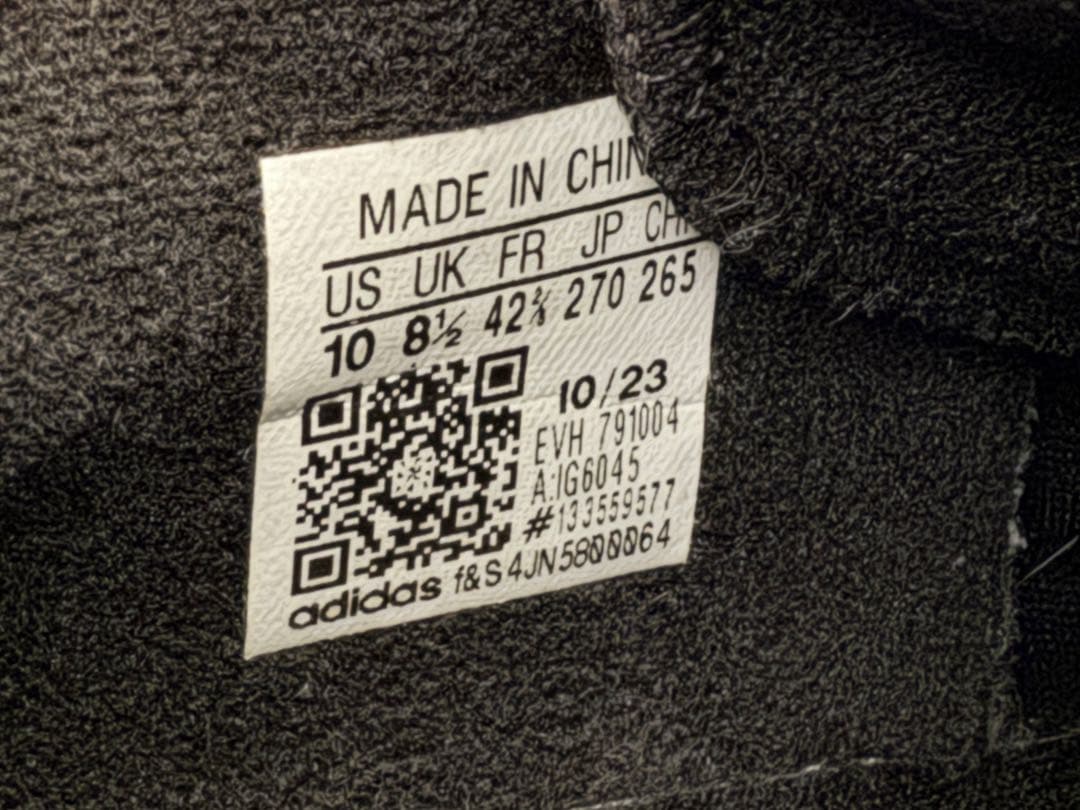 MADE IN CHIN
US UK FR JP CH
10 8½ 42⅔ 270 265
10/23
EVH 791004
A:IG6045
#133559577
adidas f&S 4JN5800064